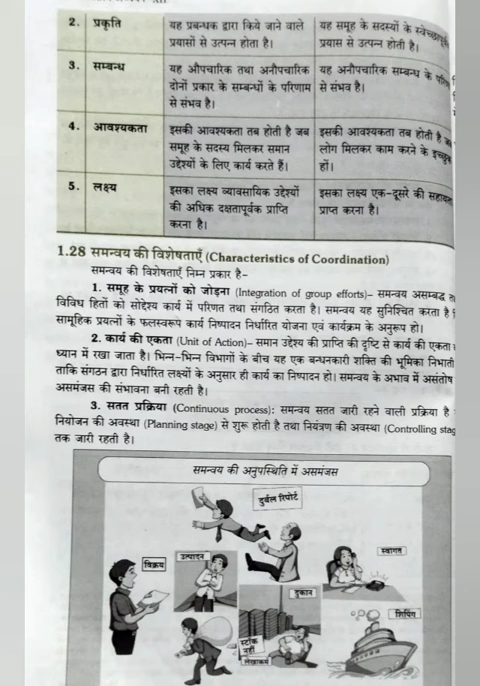 2. प्रकृति यह प्रबन्धक द्वारा किये जाने वाले यह समूह के सदस्यों के स्वेच्छापूर्ण
प्रयासों से उत्पन्न होता है। प्रयास से उत्पन्न होती है।
3. सम्बन्ध यह औपचारिक तथा अनौपचारिक यह अनौपचारिक सम्बन्ध के
दोनों प्रकार के सम्बन्धों के परिणाम से संभव है।
से संभव है।
4. आवश्यकता इसकी आवश्यकता तब होती है जब इसकी आवश्यकता तब होती है जब
समूह के सदस्य मिलकर समान लोग मिलकर काम करने के
उद्देश्यों के लिए कार्य करते हैं। हों।
5. लक्ष्य इसका लक्ष्य व्यावसायिक उद्देश्यों इसका लक्ष्य एक-दूसरे की
की अधिक दक्षतापूर्वक प्राप्ति प्राप्त करना है।
करना है।
1.28 समन्वय की विशेषताएँ (Characteristics of Coordination)
समन्वय की विशेषताएँ निम्न प्रकार है-
1. समूह के प्रयत्नों को जोड़ना (Integration of group efforts)– समन्वय असम्बद्ध
विविध हितों को सोद्देश्य कार्य में परिणत तथा संगठित करता है। समन्वय यह सुनिश्चित करता है
सामूहिक प्रयत्नों के फलस्वरूप कार्य निष्पादन निर्धारित योजना एवं कार्यक्रम के अनुरूप हो।
2. कार्य की एकता (Unit of Action)– समान उद्देश्य की प्राप्ति की दृष्टि से कार्य की एकता
ध्यान में रखा जाता है। भिन्न-भिन्न विभागों के बीच यह एक बन्धनकारी शक्ति की भूमिका निभाती
ताकि संगठन द्वारा निर्धारित लक्ष्यों के अनुसार ही कार्य का निष्पादन हो। समन्वय के अभाव में असंतोष
असमंजस की संभावना बनी रहती है।
3. सतत प्रक्रिया (Continuous process): समन्वय सतत जारी रहने वाली प्रक्रिया है
नियोजन की अवस्था (Planning stage) से शुरू होती है तथा नियंत्रण की अवस्था (Controlling stag
तक जारी रहती है।
समन्वय की अनुपस्थिति में असमंजस
दुर्बल रिपोर्ट
उत्पादन
स्वागत
विक्रय
दुकान
शिपिंग
स्टॉक
नहीं
लेखाकर्म